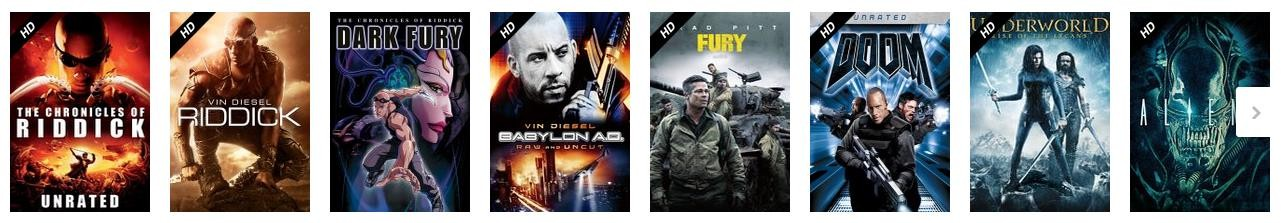 HD
THE CHRONICLES OF
RIDDICK
UNRATED
HD
VIN DIESEL
RIDDICK
THE CHRONICLES OF RIDDICK
DARK FURY
HD
VIN DIESEL
BABYLON A.D.
RAW AND UNCUT
HD
AD PITT
FURY
HD
UNRATED
DOOM
HD
UNDERWORLD
RISE OF THE LYCANS
HD
ALIEN